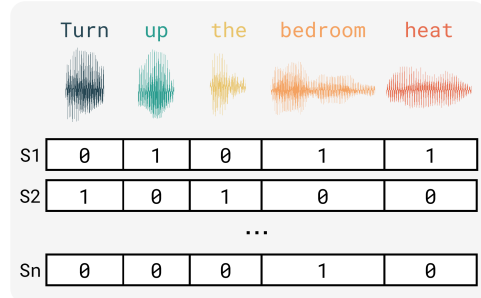 Turn up the bedroom heat
S1 0 1 0 1 1
S2 1 0 1 0 0
...
Sn 0 0 0 1 0